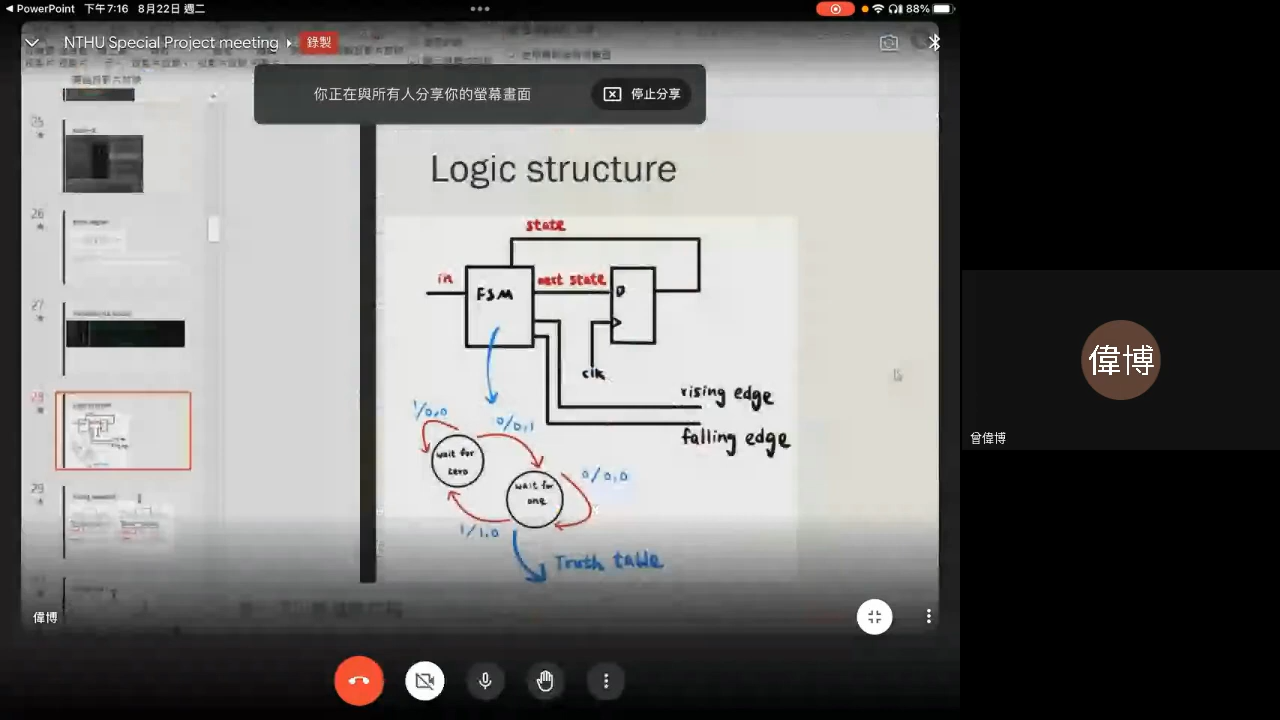 PowerPoint 下午7:16 8月22日 週二
88%
NTHU Special Project meeting
錄製
你正在與所有人分享你的螢幕畫面
停止分享
25
26
27
28
29
Logic structure
state
in
FSM
next state
D
clk
rising edge
falling edge
1/0,0
0/0,1
wait for
zero
wait for
one
0/0,0
1/1,0
Truth table
偉博
偉博
曾偉博